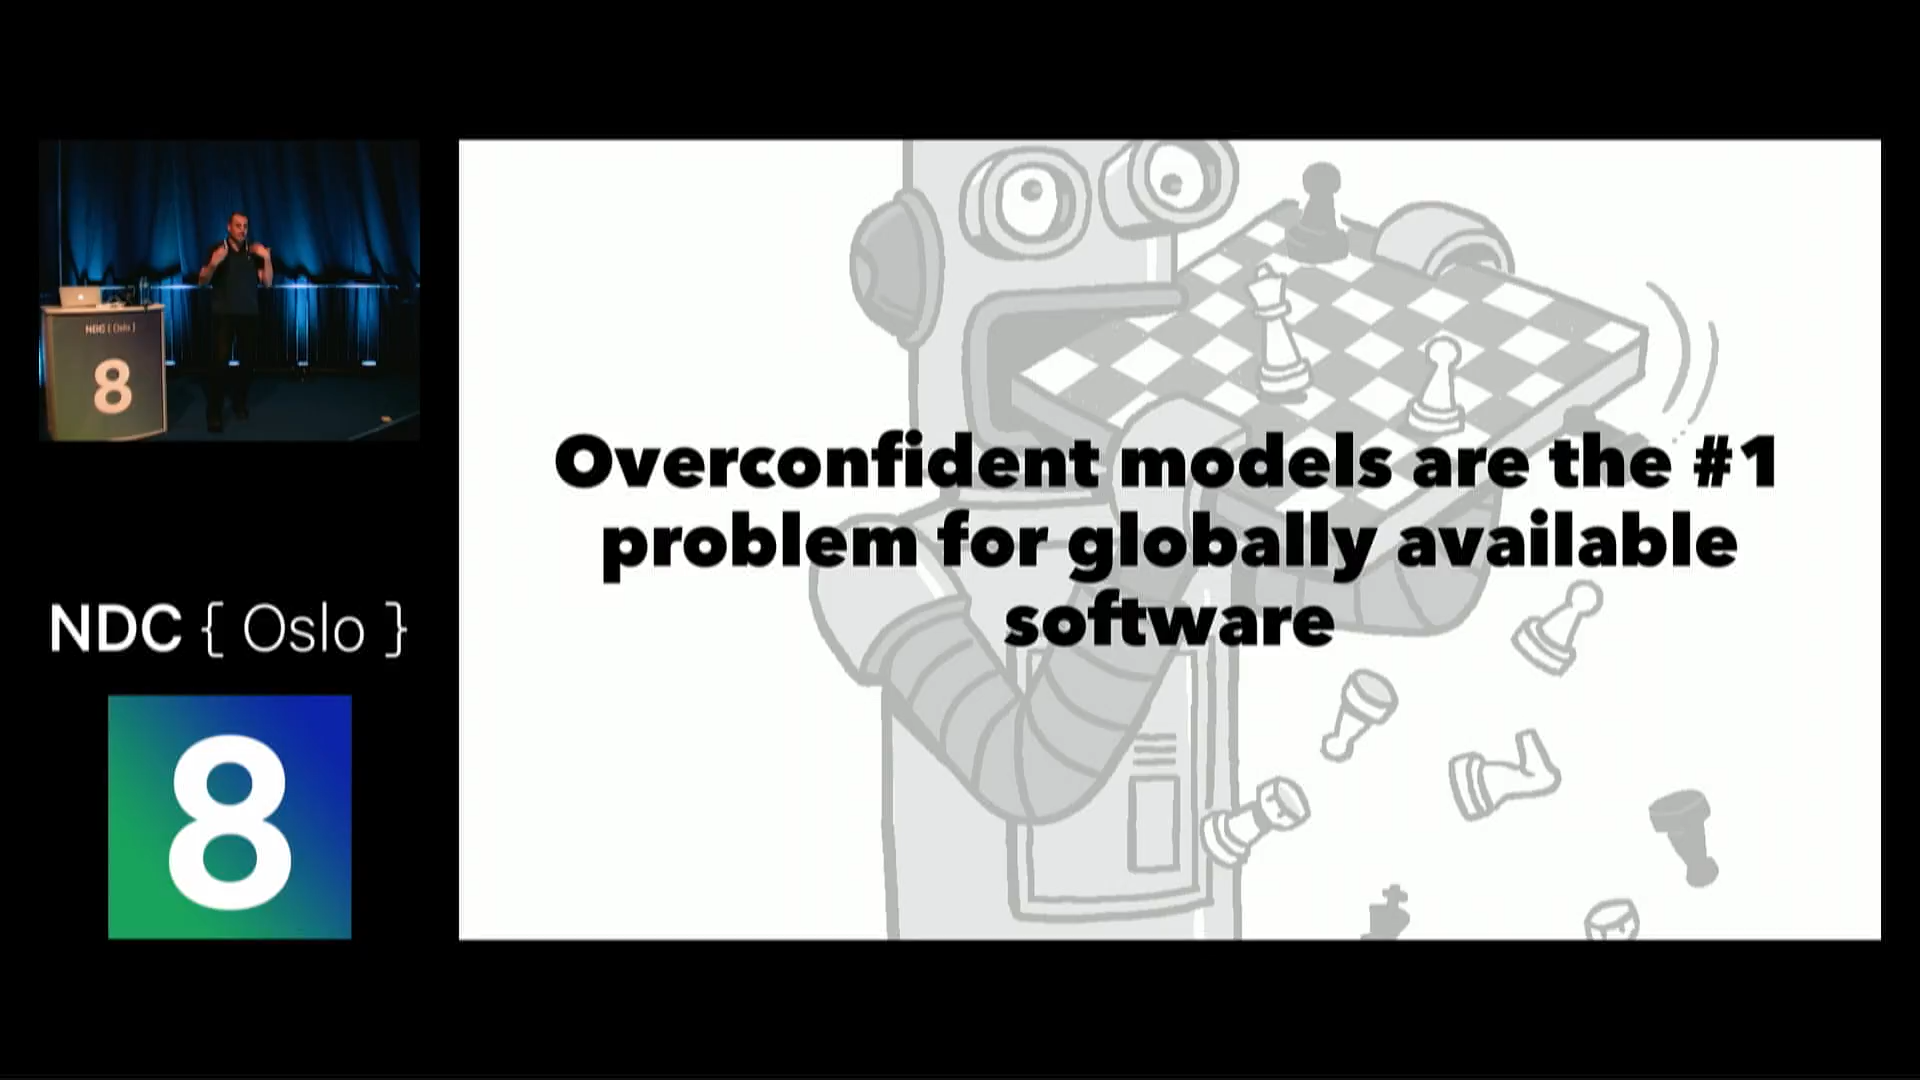 NDC { Oslo }
8
NDC { Oslo }
8
Overconfident models are the #1
problem for globally available
software